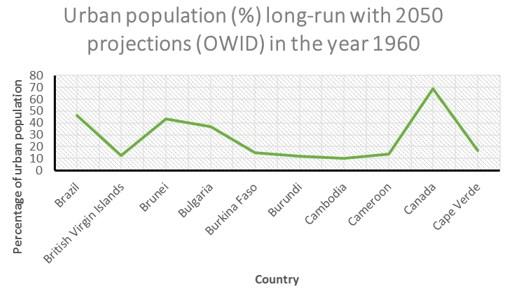 Urban population (%) long-run with 2050
projections (OWID) in the year 1960
Percentage of urban population
80
70
60
50
40
30
20
10
0
Brazil
British Virgin Islands
Brunei
Bulgaria
Burkina Faso
Burundi
Cambodia
Cameroon
Canada
Cape Verde
Country